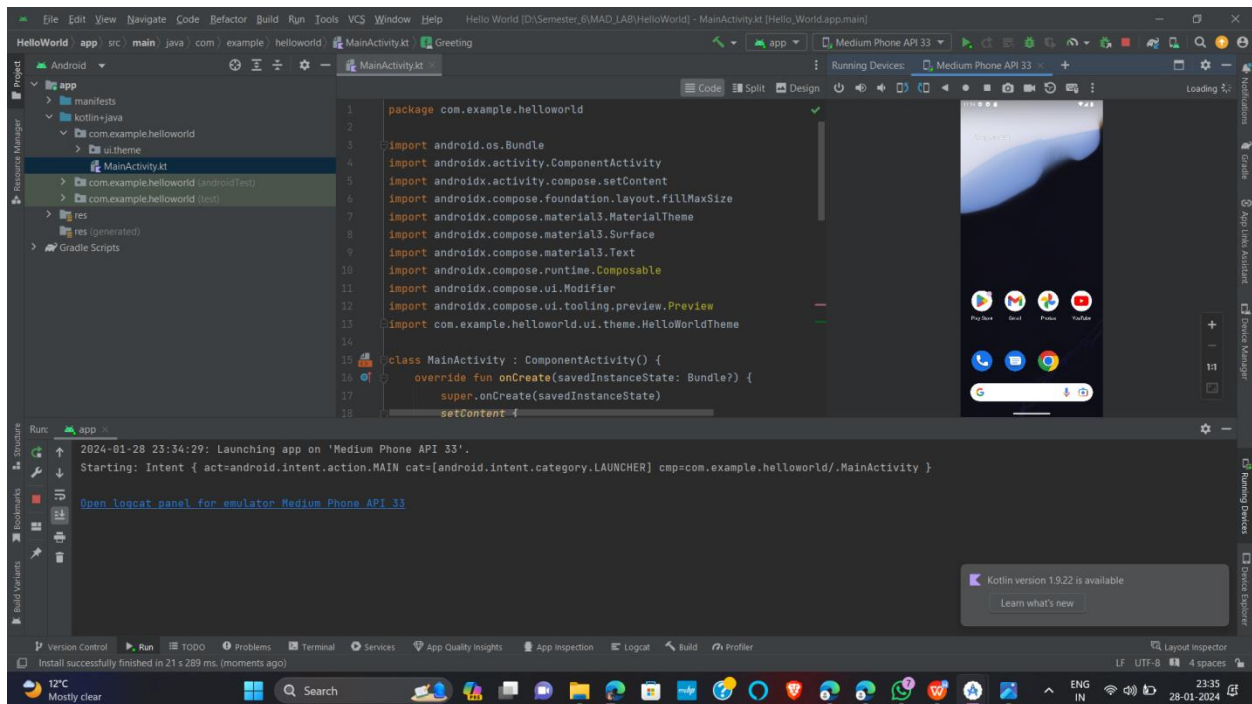 File Edit View Navigate Code Refactor Build Run Tools VCS Window Help Hello World [D:\Semester_6\MAD_LAB\HelloWorld] - MainActivity.kt [Hello_World.app.main]
HelloWorld app src main java com example helloworld MainActivity.kt Greeting
app Medium Phone API 33
Android
MainActivity.kt
Running Devices: Medium Phone API 33
Code Split Design
Loading
Project
Resource Manager
app
manifests
kotlin+java
com.example.helloworld
ui.theme
MainActivity.kt
com.example.helloworld (androidTest)
com.example.helloworld (test)
res
res (generated)
Gradle Scripts
1 package com.example.helloworld
2
3 import android.os.Bundle
4 import androidx.activity.ComponentActivity
5 import androidx.activity.compose.setContent
6 import androidx.compose.foundation.layout.fillMaxSize
7 import androidx.compose.material3.MaterialTheme
8 import androidx.compose.material3.Surface
9 import androidx.compose.material3.Text
10 import androidx.compose.runtime.Composable
11 import androidx.compose.ui.Modifier
12 import androidx.compose.ui.tooling.preview.Preview
13 import com.example.helloworld.ui.theme.HelloWorldTheme
14
15 class MainActivity : ComponentActivity() {
16 override fun onCreate(savedInstanceState: Bundle?) {
17 super.onCreate(savedInstanceState)
18 setContent {
Play Store Gmail Photos YouTube
1:1
Notifications
Gradle
App Links Assistant
Device Manager
Running Devices
Device Explorer
Structure
Bookmarks
Build Variants
Run: app
2024-01-28 23:34:29: Launching app on 'Medium Phone API 33'.
Starting: Intent { act=android.intent.action.MAIN cat=[android.intent.category.LAUNCHER] cmp=com.example.helloworld/.MainActivity }
Open logcat panel for emulator Medium Phone API 33
Kotlin version 1.9.22 is available
Learn what's new
Version Control Run TODO Problems Terminal Services App Quality Insights App Inspection Logcat Build Profiler Layout Inspector
Install successfully finished in 21 s 289 ms. (moments ago) LF UTF-8 4 spaces
12°C
Mostly clear
Search
ENG
IN
23:35
28-01-2024